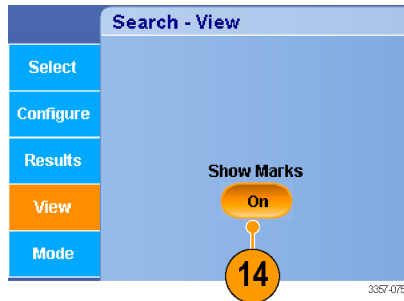 Search - View
Select
Configure
Results
View
Mode
Show Marks
On
14
3357-075